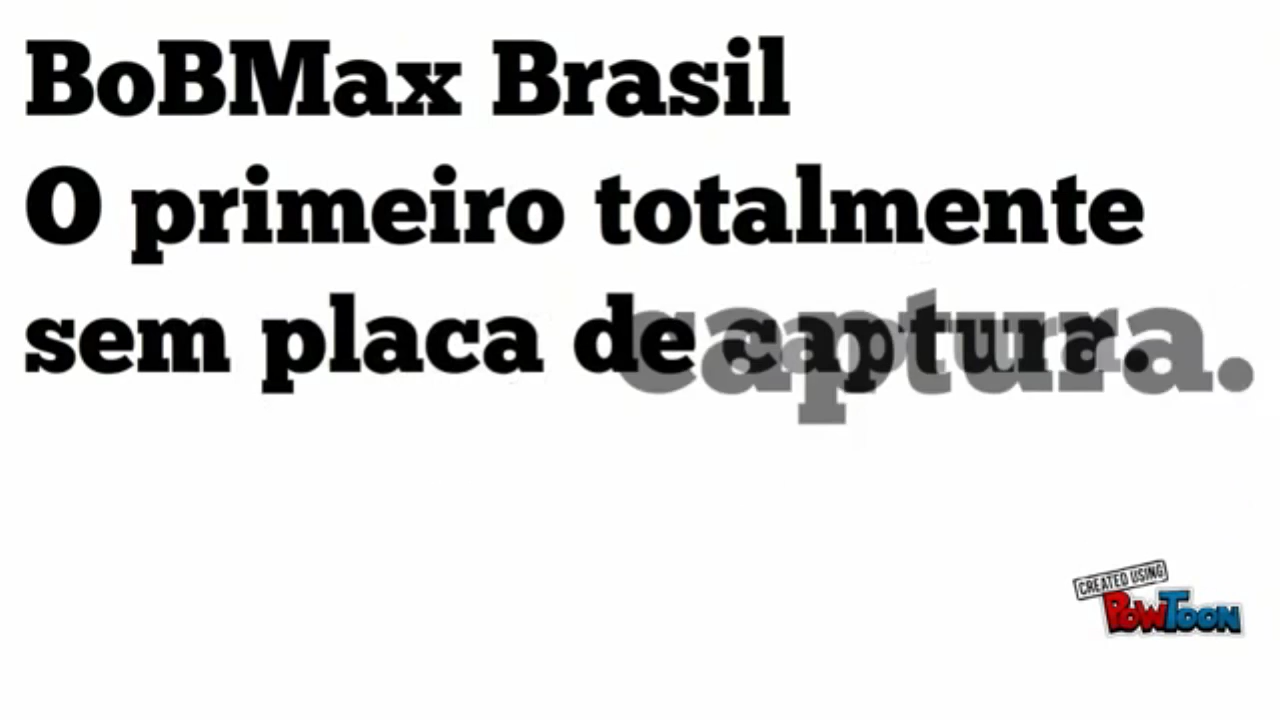 BoBMax Brasil
O primeiro totalmente
sem placa de captura.
CREATED USING
POWTOON